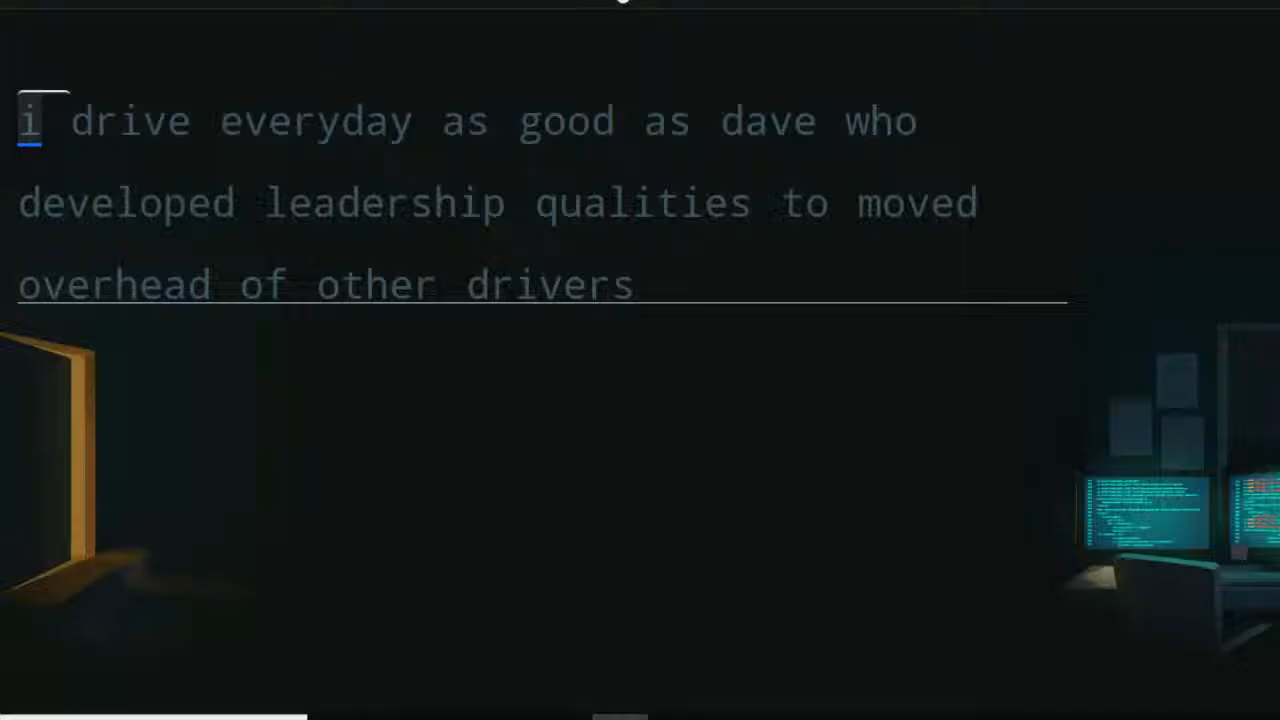 i drive everyday as good as dave who
developed leadership qualities to moved
overhead of other drivers